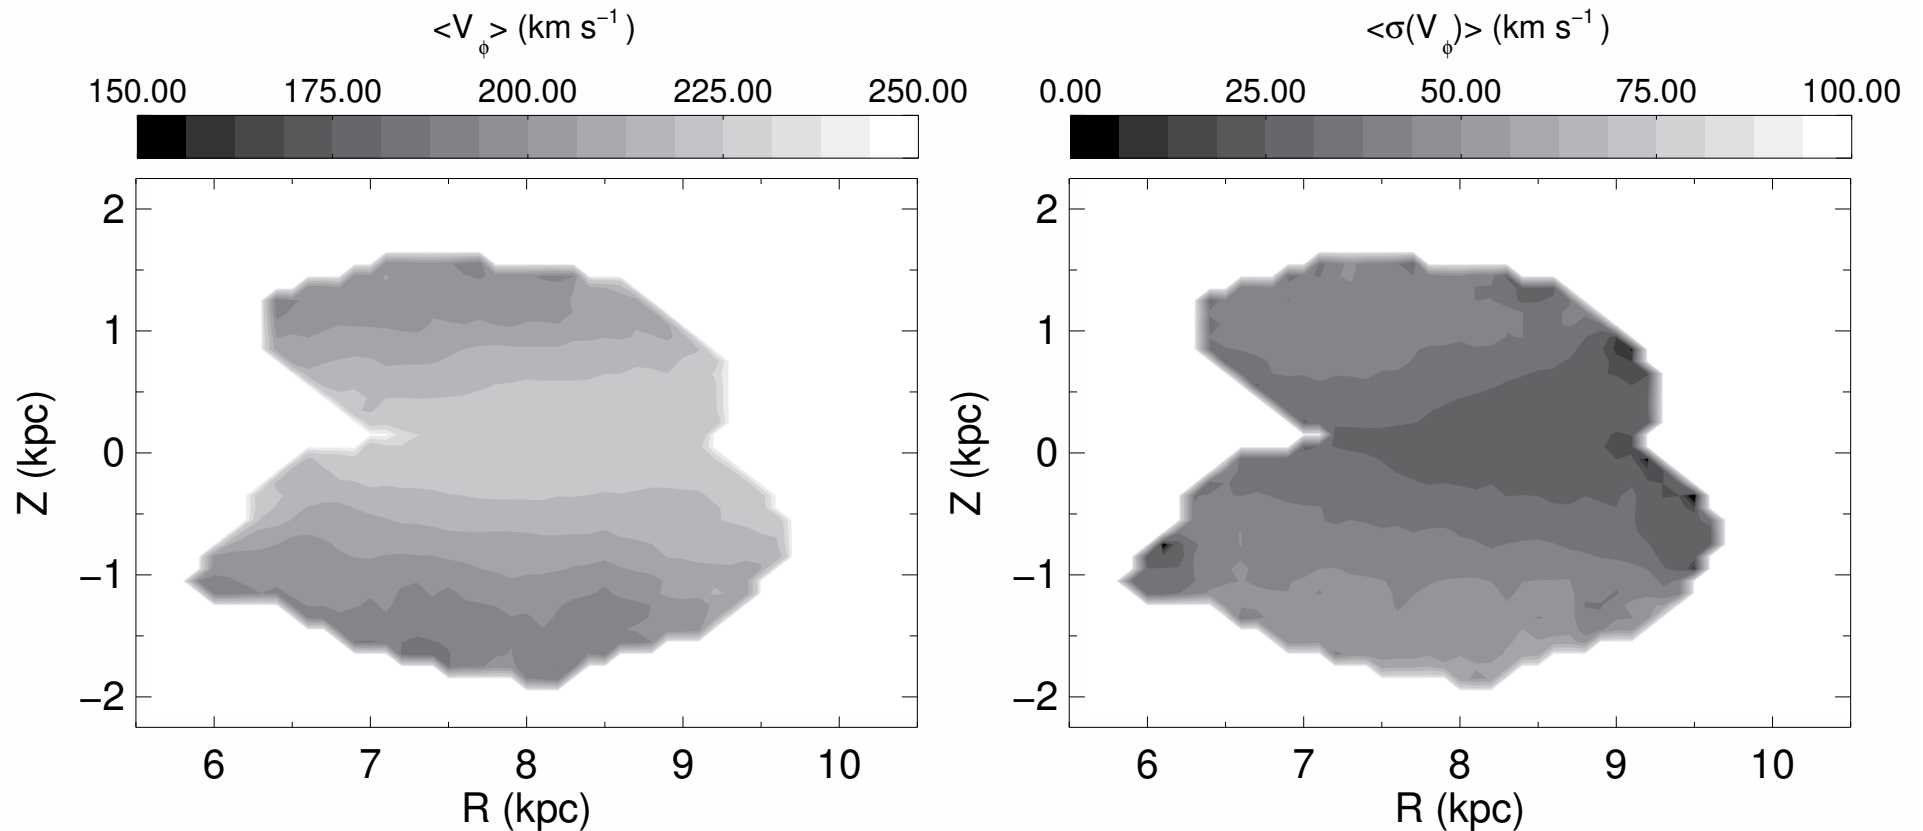 <V_ϕ> (km s⁻¹)
150.00 175.00 200.00 225.00 250.00
2
1
0
−1
−2
Z (kpc)
6 7 8 9 10
R (kpc)
<σ(V_ϕ)> (km s⁻¹)
0.00 25.00 50.00 75.00 100.00
2
1
0
−1
−2
Z (kpc)
6 7 8 9 10
R (kpc)